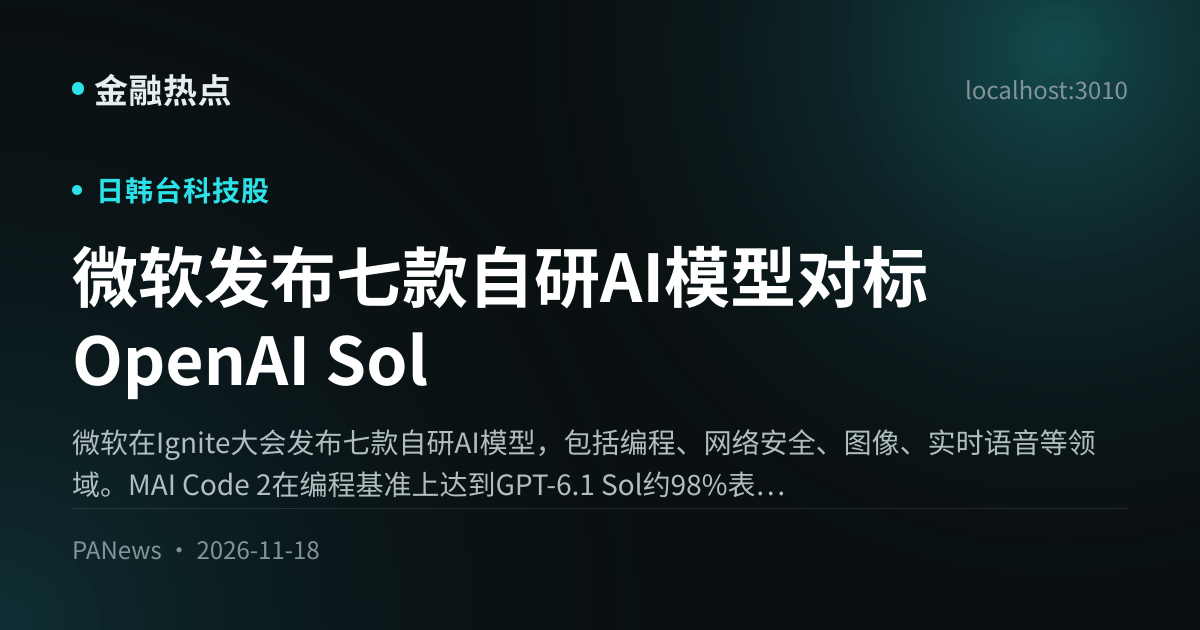 金融热点
localhost:3010
日韩台科技股
微软发布七款自研AI模型对标
OpenAI Sol
微软在Ignite大会发布七款自研AI模型，包括编程、网络安全、图像、实时语音等领
域。MAI Code 2在编程基准上达到GPT-6.1 Sol约98%表…
PANews • 2026-11-18